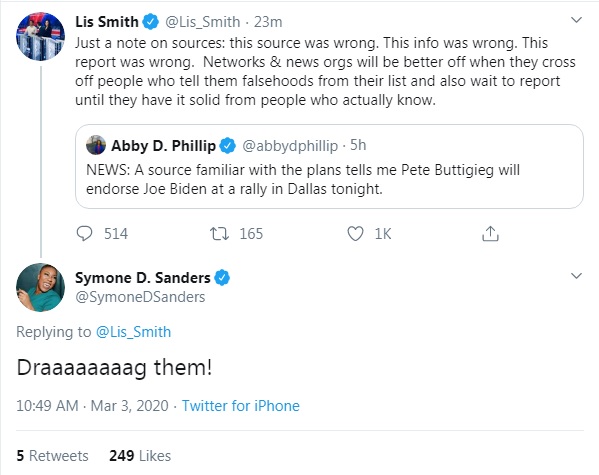 Lis Smith @Lis_Smith · 23m
Just a note on sources: this source was wrong. This info was wrong. This
report was wrong. Networks & news orgs will be better off when they cross
off people who tell them falsehoods from their list and also wait to report
until they have it solid from people who actually know.
Abby D. Phillip @abbydphillip · 5h
NEWS: A source familiar with the plans tells me Pete Buttigieg will
endorse Joe Biden at a rally in Dallas tonight.
514 165 1K
Symone D. Sanders
@SymoneDSanders
Replying to @Lis_Smith
Draaaaaaaag them!
10:49 AM · Mar 3, 2020 · Twitter for iPhone
5 Retweets 249 Likes